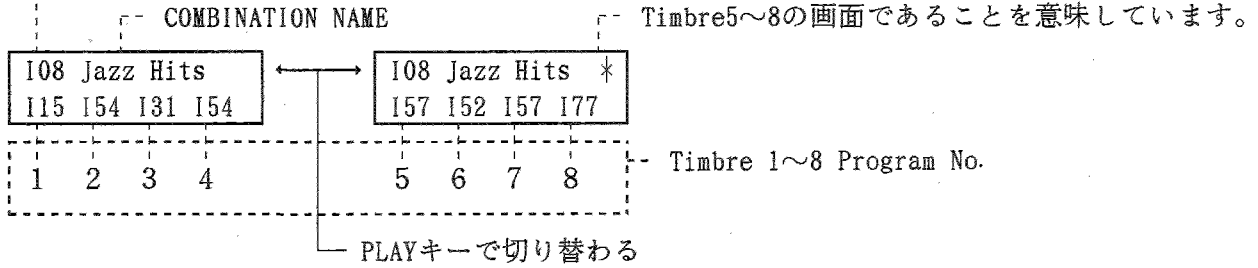 COMBINATION NAME
Timbre5～8の画面であることを意味しています。
I08 Jazz Hits
I15 I54 I31 I54
I08 Jazz Hits *
I57 I52 I57 I77
1 2 3 4
5 6 7 8
Timbre 1～8 Program No.
PLAYキーで切り替わる